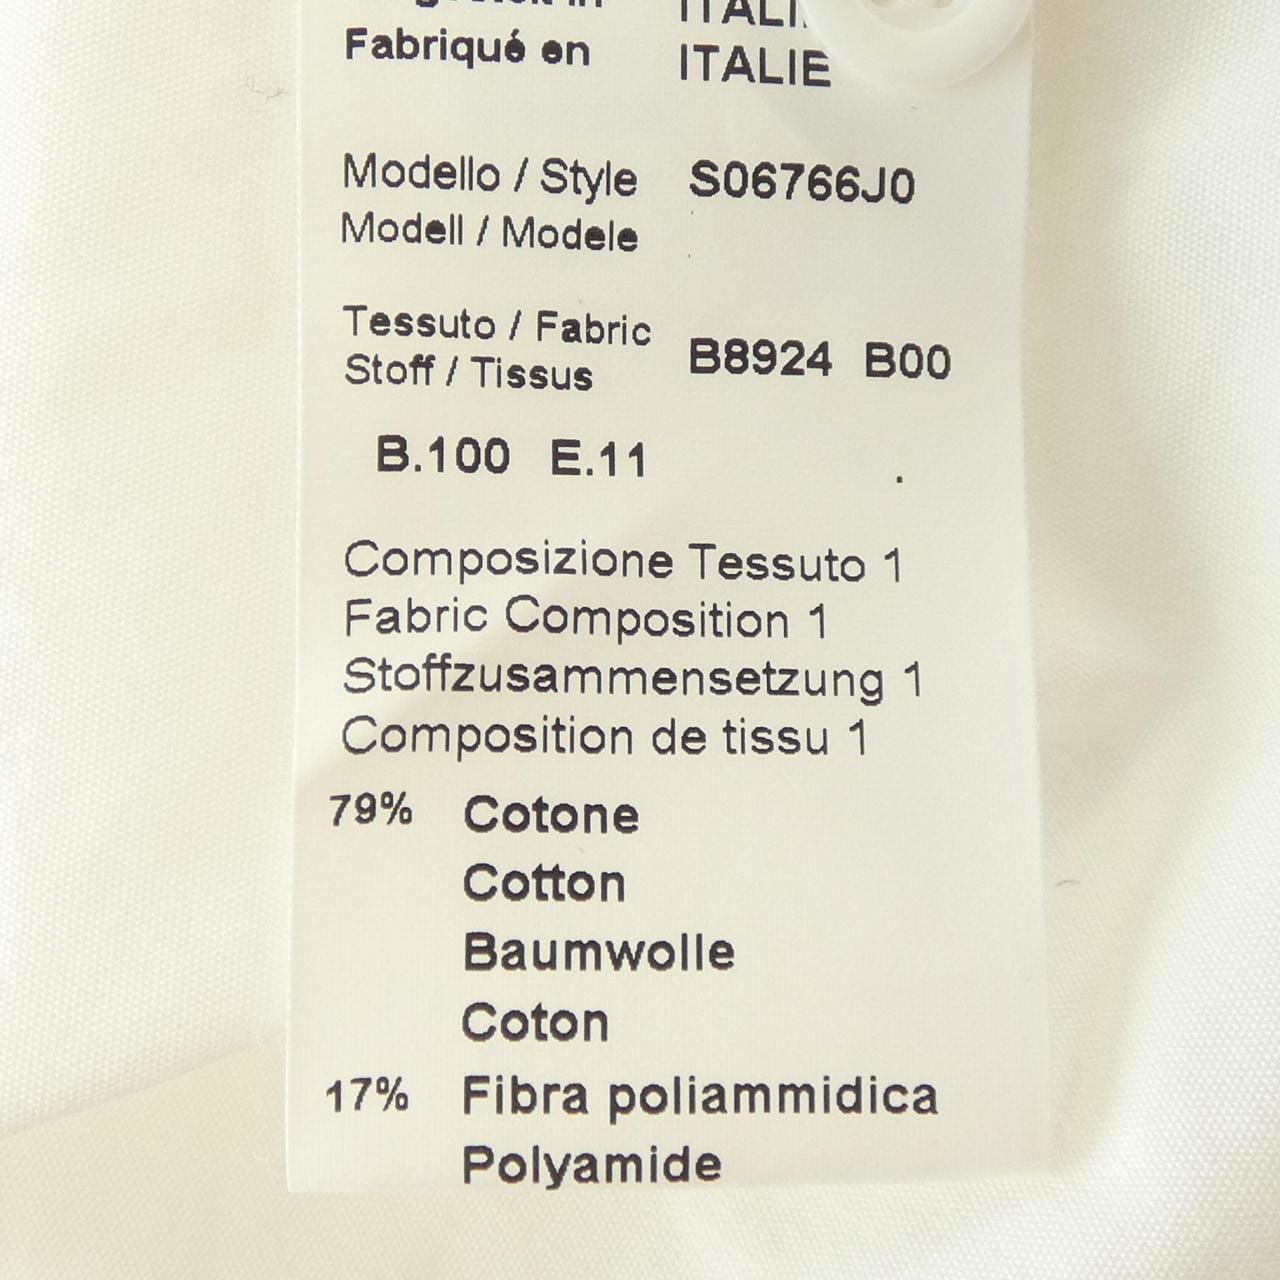 in
Fabriqué en ITALIE
Modello / Style S06766J0
Modell / Modele
Tessuto / Fabric
Stoff / Tissus B8924 B00
B.100 E.11
Composizione Tessuto 1
Fabric Composition 1
Stoffzusammensetzung 1
Composition de tissu 1
79% Cotone
Cotton
Baumwolle
Coton
17% Fibra poliammidica
Polyamide